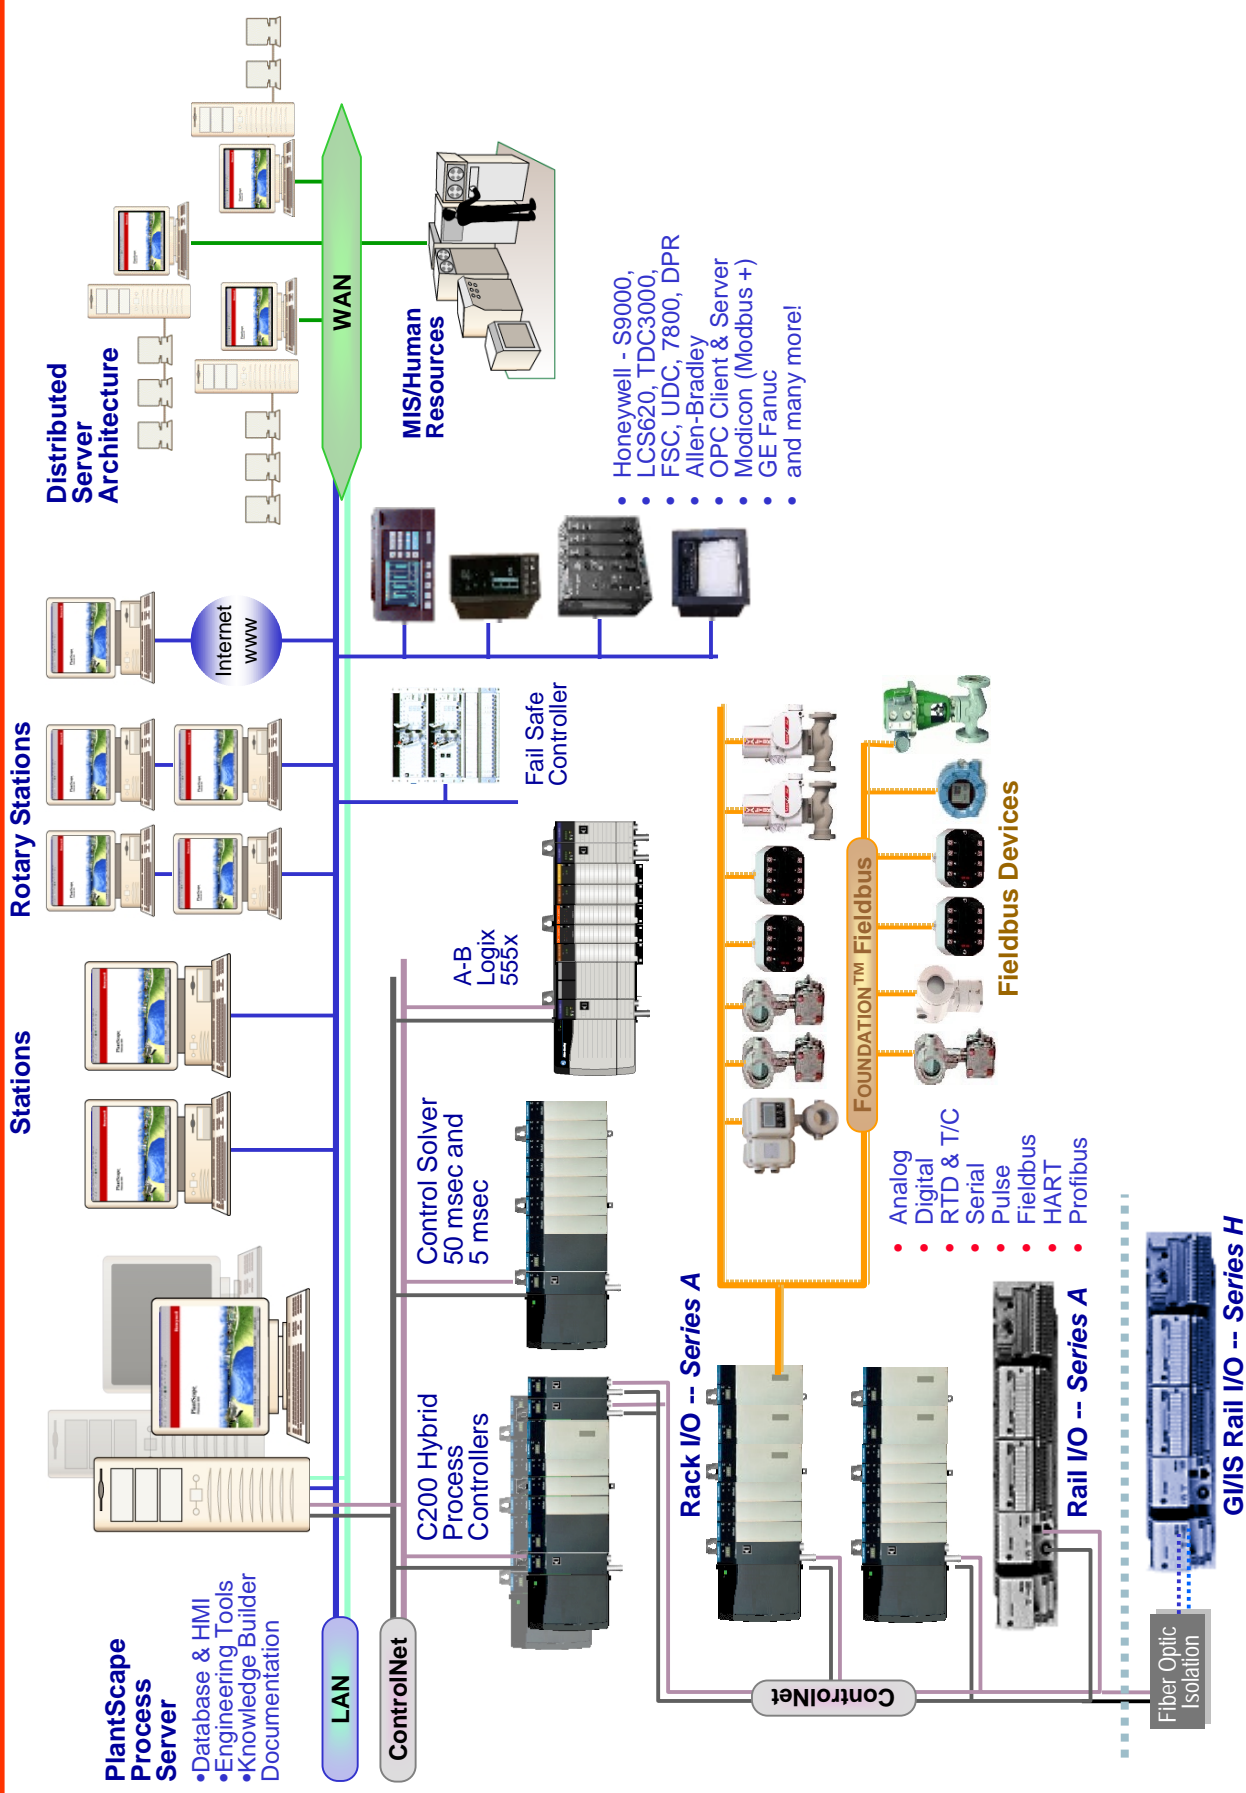 Stations
Rotary Stations
Distributed
Server
Architecture
PlantScape
Process
Server
•Database & HMI
•Engineering Tools
•Knowledge Builder
Documentation
Internet
www
LAN
WAN
ControlNet
MIS/Human
Resources
C200 Hybrid
Process
Controllers
Control Solver
50 msec and
5 msec
A-B
Logix
555x
Fail Safe
Controller
• Honeywell - S9000,
LCS620, TDC3000,
• FSC, UDC, 7800, DPR
• Allen-Bradley
• OPC Client & Server
• Modicon (Modbus +)
• GE Fanuc
• and many more!
Rack I/O -- Series A
ControlNet
FOUNDATION™ Fieldbus
Fieldbus Devices
• Analog
• Digital
• RTD & T/C
• Serial
• Pulse
• Fieldbus
• HART
• Profibus
Rail I/O -- Series A
Fiber Optic
Isolation
GI/IS Rail I/O -- Series H